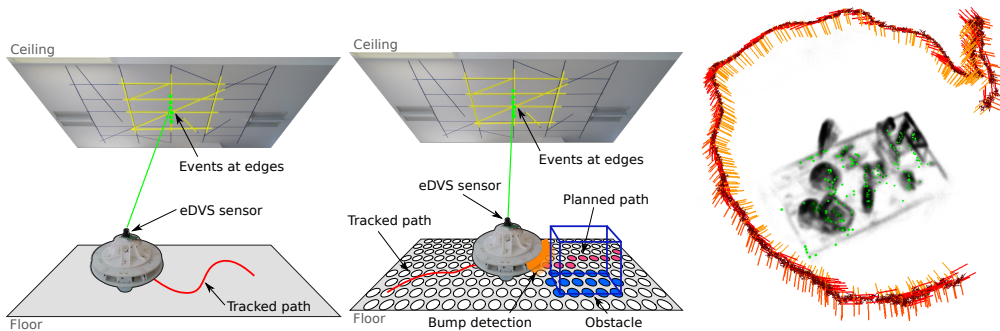 Ceiling
Events at edges
eDVS sensor
Tracked path
Floor
Ceiling
Events at edges
eDVS sensor
Planned path
Tracked path
Bump detection
Obstacle
Floor